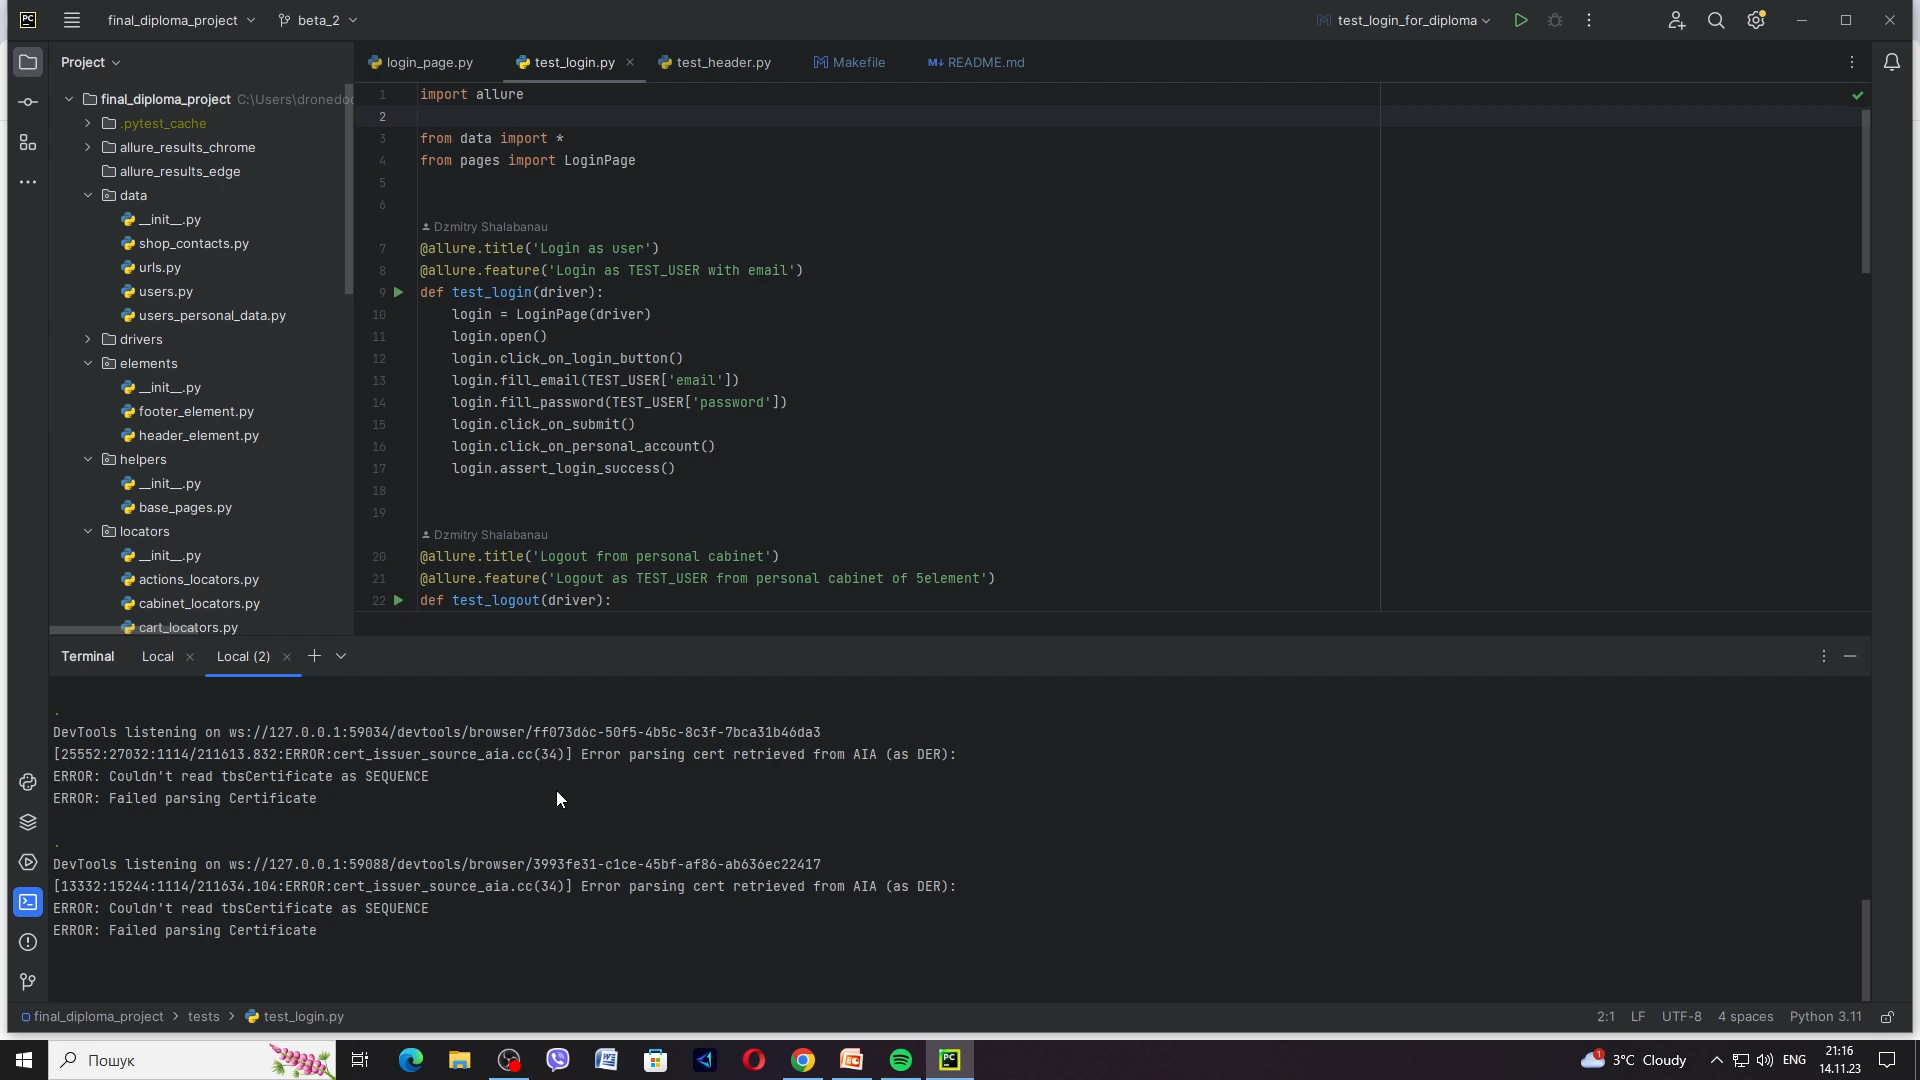 PC final_diploma_project beta_2 test_login_for_diploma
Project
final_diploma_project C:\Users\dronedoc
.pytest_cache
allure_results_chrome
allure_results_edge
data
__init__.py
shop_contacts.py
urls.py
users.py
users_personal_data.py
drivers
elements
__init__.py
footer_element.py
header_element.py
helpers
__init__.py
base_pages.py
locators
__init__.py
actions_locators.py
cabinet_locators.py
cart_locators.py
login_page.py test_login.py test_header.py Makefile README.md
1 import allure
2
3 from data import *
4 from pages import LoginPage
5
6
Dzmitry Shalabanau
7 @allure.title('Login as user')
8 @allure.feature('Login as TEST_USER with email')
9 def test_login(driver):
10 login = LoginPage(driver)
11 login.open()
12 login.click_on_login_button()
13 login.fill_email(TEST_USER['email'])
14 login.fill_password(TEST_USER['password'])
15 login.click_on_submit()
16 login.click_on_personal_account()
17 login.assert_login_success()
18
19
Dzmitry Shalabanau
20 @allure.title('Logout from personal cabinet')
21 @allure.feature('Logout as TEST_USER from personal cabinet of 5element')
22 def test_logout(driver):
Terminal Local Local (2)
.
DevTools listening on ws://127.0.0.1:59034/devtools/browser/ff073d6c-50f5-4b5c-8c3f-7bca31b46da3
[25552:27032:1114/211613.832:ERROR:cert_issuer_source_aia.cc(34)] Error parsing cert retrieved from AIA (as DER):
ERROR: Couldn't read tbsCertificate as SEQUENCE
ERROR: Failed parsing Certificate
.
DevTools listening on ws://127.0.0.1:59088/devtools/browser/3993fe31-c1ce-45bf-af86-ab636ec22417
[13332:15244:1114/211634.104:ERROR:cert_issuer_source_aia.cc(34)] Error parsing cert retrieved from AIA (as DER):
ERROR: Couldn't read tbsCertificate as SEQUENCE
ERROR: Failed parsing Certificate
final_diploma_project > tests > test_login.py 2:1 LF UTF-8 4 spaces Python 3.11
Пошук 1 3°C Cloudy ENG 21:16
14.11.23